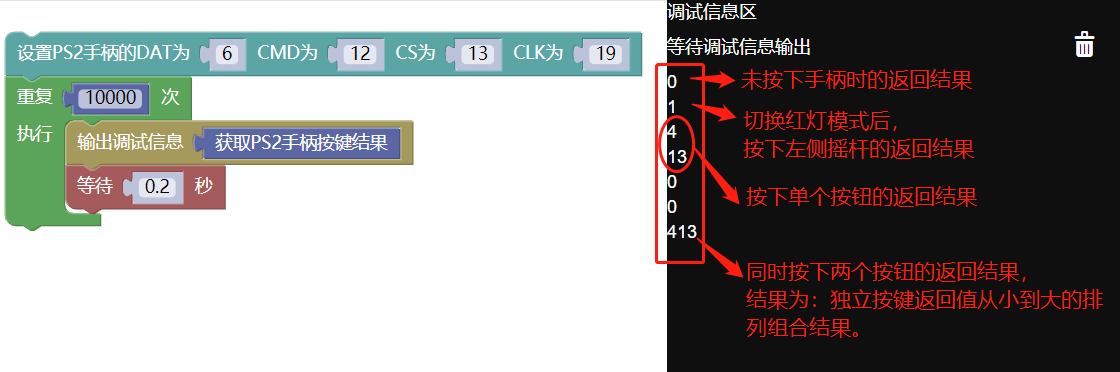 设置PS2手柄的DAT为 6 CMD为 12 CS为 13 CLK为 19
重复 10000 次
执行 输出调试信息 获取PS2手柄按键结果
等待 0.2 秒
调试信息区
等待调试信息输出
0
1
4
13
0
0
413
未按下手柄时的返回结果
切换红灯模式后，
按下左侧摇杆的返回结果
按下单个按钮的返回结果
同时按下两个按钮的返回结果，
结果为：独立按键返回值从小到大的排
列组合结果。